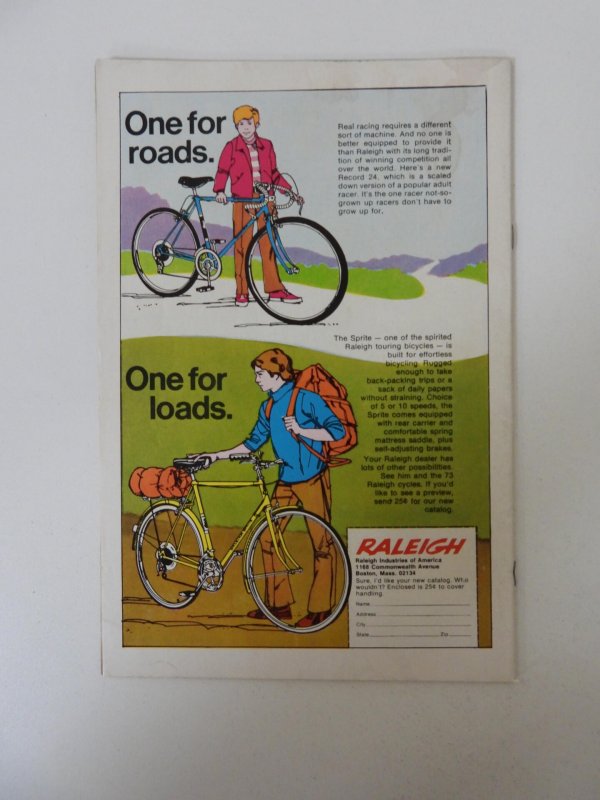 One for
roads.
Real racing requires a different
sort of machine. And no one is
better equipped to provide it
than Raleigh with its long tradi-
tion of winning competition all
over the world. Here's a new
Record 24, which is a scaled
down version of a popular adult
racer. It's the one racer not-so-
grown up racers don't have to
grow up for.
The Sprite — one of the spirited
Raleigh touring bicycles — is
built for effortless
bicycling. Rugged
enough to take
back-packing trips or a
sack of daily papers
without straining. Choice
of 5 or 10 speeds, the
Sprite comes equipped
with rear carrier and
comfortable spring
mattress saddle, plus
self-adjusting brakes.
Your Raleigh dealer has
lots of other possibilities.
See him and the 73
Raleigh cycles. If you'd
like to see a preview,
send 25¢ for our new
catalog.
One for
loads.
RALEIGH
Raleigh Industries of America
1168 Commonwealth Avenue
Boston, Mass. 02134
Sure, I'd like your new catalog. Who
wouldn't? Enclosed is 25¢ to cover
handling.
Name
Address
City
State Zip